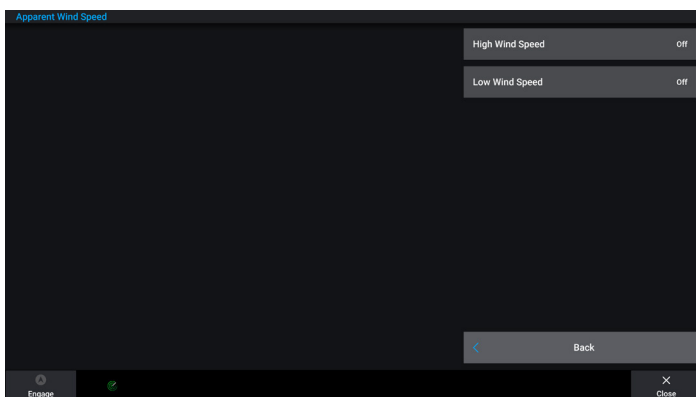 Apparent Wind Speed
High Wind Speed Off
Low Wind Speed Off
Back
Engage
Close